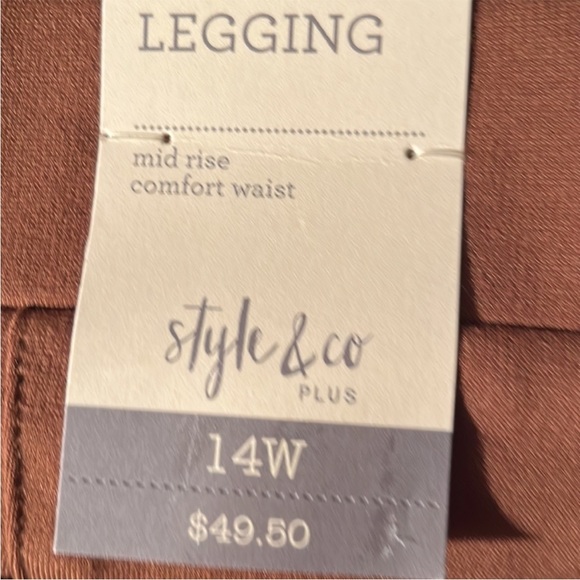 LEGGING
mid rise
comfort waist
style & co
PLUS
14W
$49.50